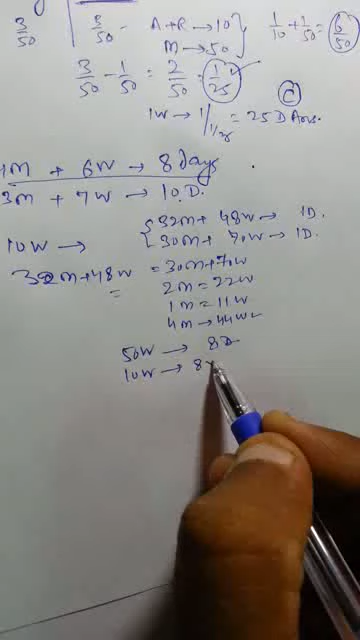 3/50 | 3/50 - A+R → 10 } 1/10 + 1/50 = 6/50
M → 50
3/50 - 1/50 = 2/50 = 1/25
C
1W → 1/1/25 = 25 D Ans.
4M + 6W → 8 days
3M + 7W → 10.D.
{ 32m + 48w → 1D.
10W → { 30m + 70w → 1D.
32m + 48w = 30m + 70w
= 2m = 22w
1m = 11w
4m → 44w
50W → 8D
10W → 8×